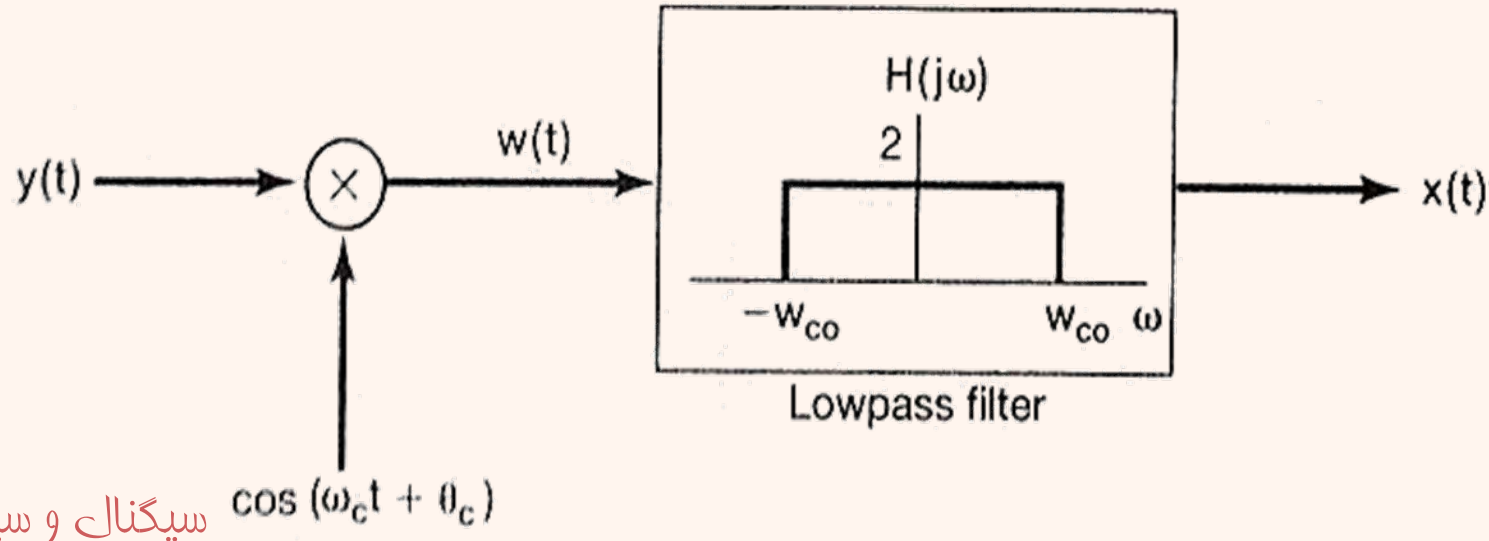 H(jω)
2
y(t)
×
w(t)
x(t)
−w_co
w_co ω
Lowpass filter
cos (ω_c t + θ_c)
سیگنال و